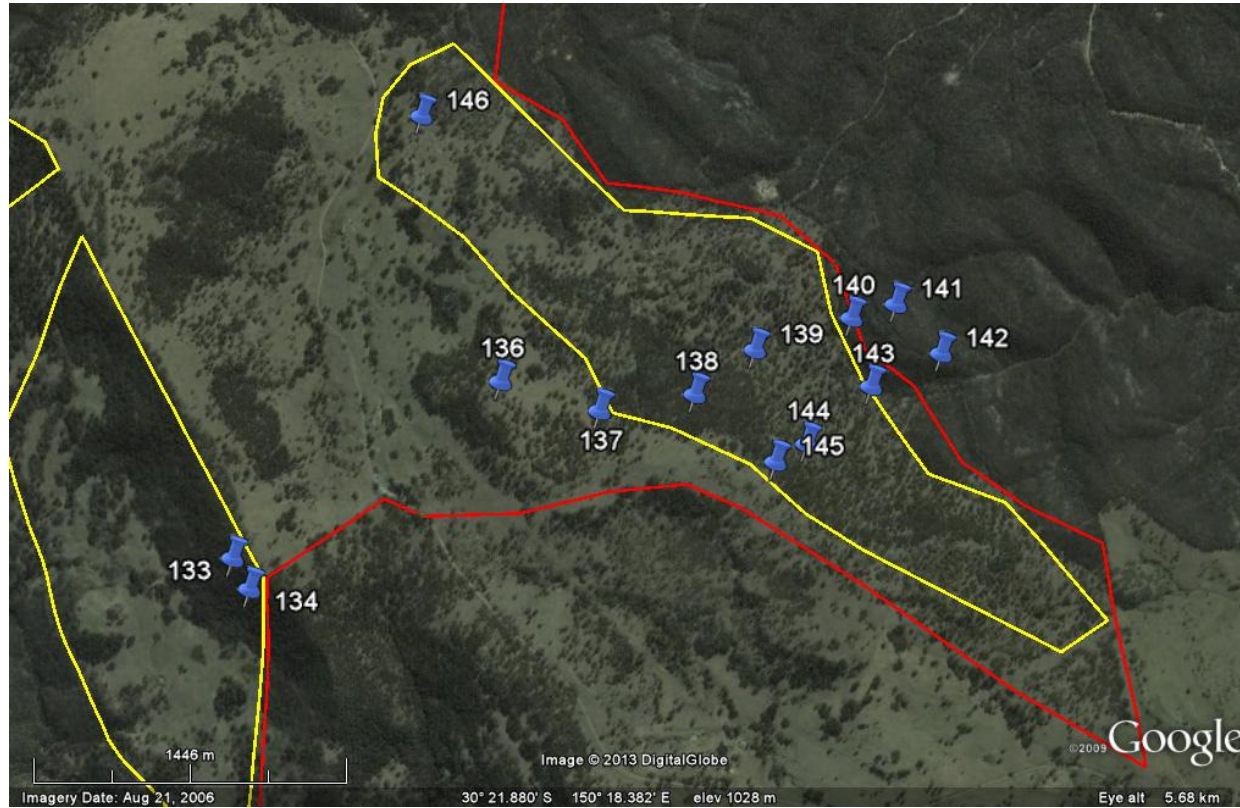 146
140
141
139
142
136
138
143
137
144
145
133
134
1446 m
Image © 2013 DigitalGlobe
©2009 Google
Imagery Date: Aug 21, 2006
30° 21.880' S 150° 18.382' E elev 1028 m
Eye alt 5.68 km